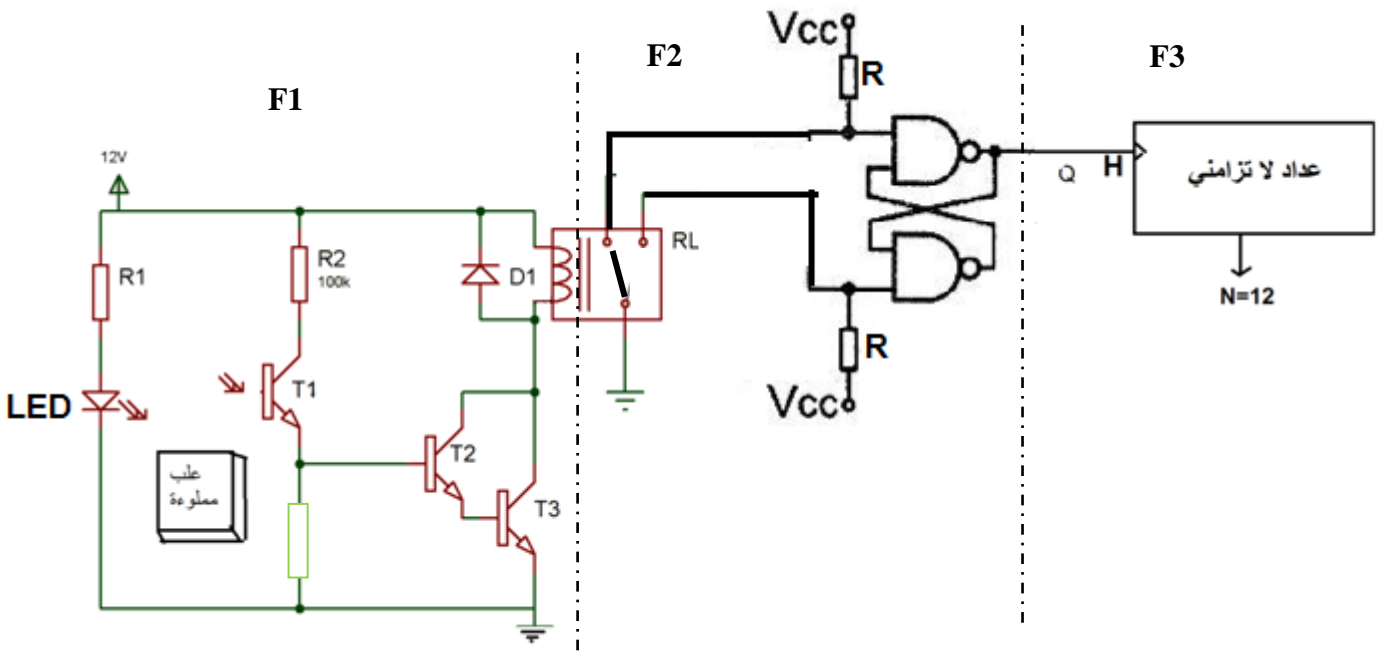 F1
F2
F3
Vcc
R
12V
R1
R2
100k
D1
RL
Q
H
عداد لا تزامني
N=12
LED
T1
علب
مملوءة
T2
T3
R
Vcc